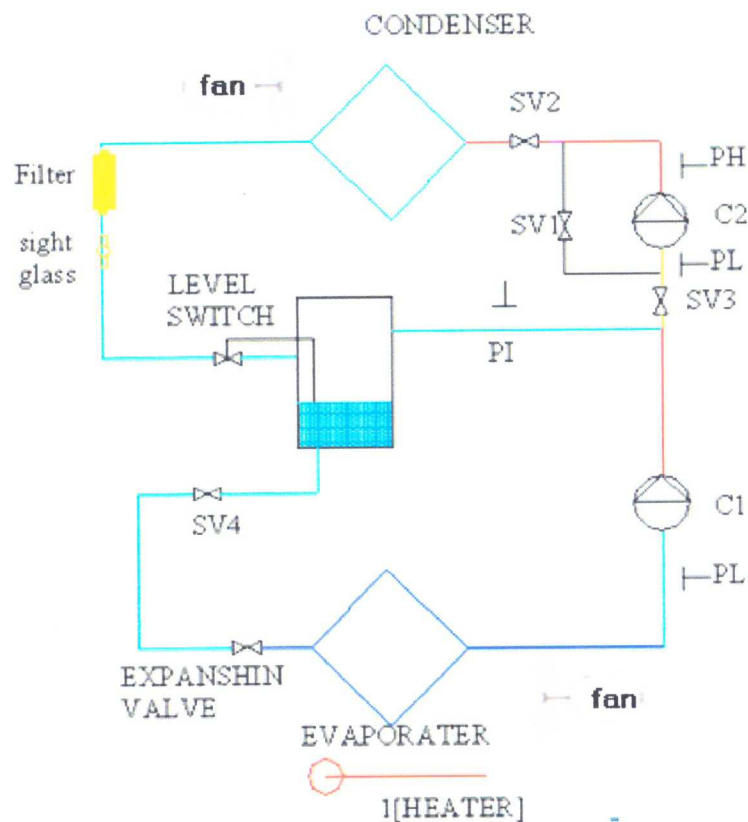 CONDENSER
fan
SV2
PH
Filter
SV1
C2
sight
glass
PL
LEVEL
SWITCH
SV3
PI
SV4
C1
PL
EXPANSHIN
VALVE
fan
EVAPORATER
1[HEATER]